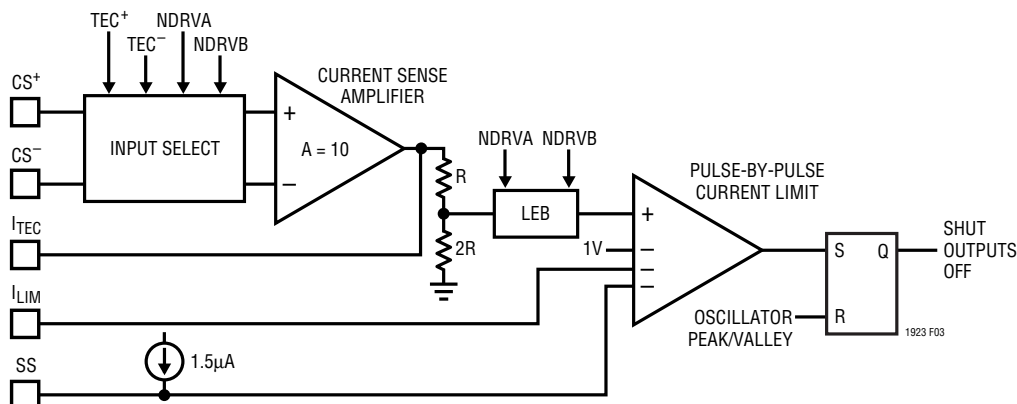 TEC+ NDRVA
TEC− NDRVB
CS+
CS−
INPUT SELECT
CURRENT SENSE
AMPLIFIER
+
A = 10
−
ITEC
R
2R
NDRVA NDRVB
LEB
PULSE-BY-PULSE
CURRENT LIMIT
+
1V
−
−
−
ILIM
SS
1.5µA
S Q
R
SHUT
OUTPUTS
OFF
OSCILLATOR
PEAK/VALLEY
1923 F03